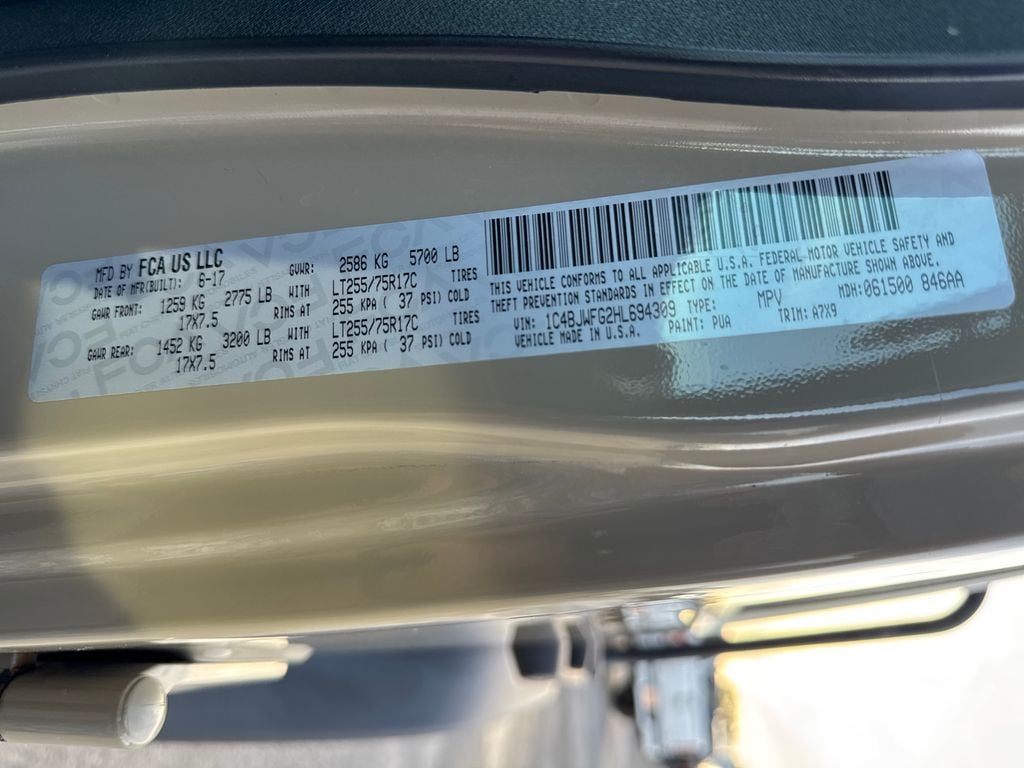 MFD BY FCA US LLC
DATE OF MFR(BUILT): 6-17 GVWR: 2586 KG 5700 LB
GAWR FRONT: 1259 KG 2775 LB WITH LT255/75R17C TIRES
17X7.5 RIMS AT 255 KPA ( 37 PSI) COLD
GAWR REAR: 1452 KG 3200 LB WITH LT255/75R17C TIRES
17X7.5 RIMS AT 255 KPA ( 37 PSI) COLD
THIS VEHICLE CONFORMS TO ALL APPLICABLE U.S.A. FEDERAL MOTOR VEHICLE SAFETY AND
THEFT PREVENTION STANDARDS IN EFFECT ON THE DATE OF MANUFACTURE SHOWN ABOVE.
VIN: 1C4BJWFG2HL694309 TYPE: MPV MDH: 061500 846AA
VEHICLE MADE IN U.S.A. PAINT: PUA TRIM: A7X9